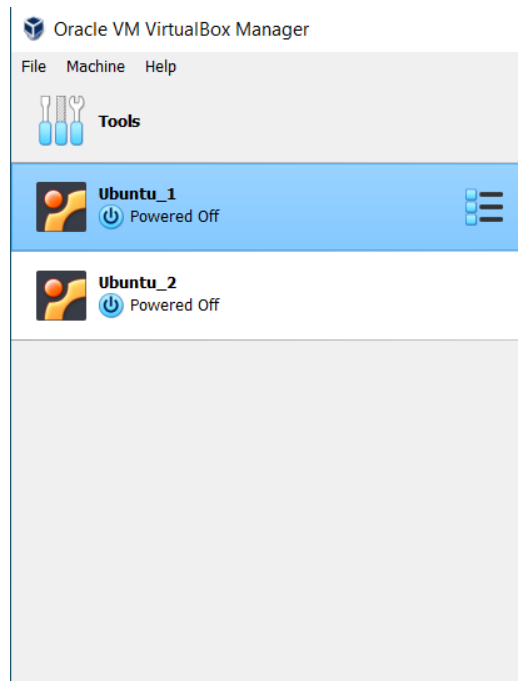 Oracle VM VirtualBox Manager
File Machine Help
Tools
Ubuntu_1
Powered Off
Ubuntu_2
Powered Off